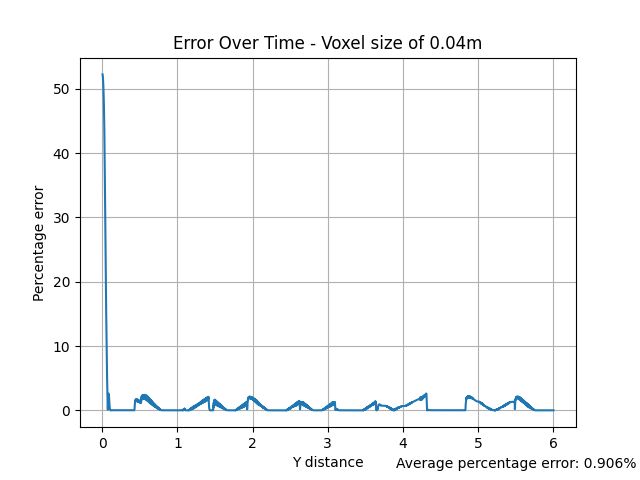 Error Over Time - Voxel size of 0.04m
Percentage error
50
40
30
20
10
0
0 1 2 3 4 5 6
Y distance
Average percentage error: 0.906%